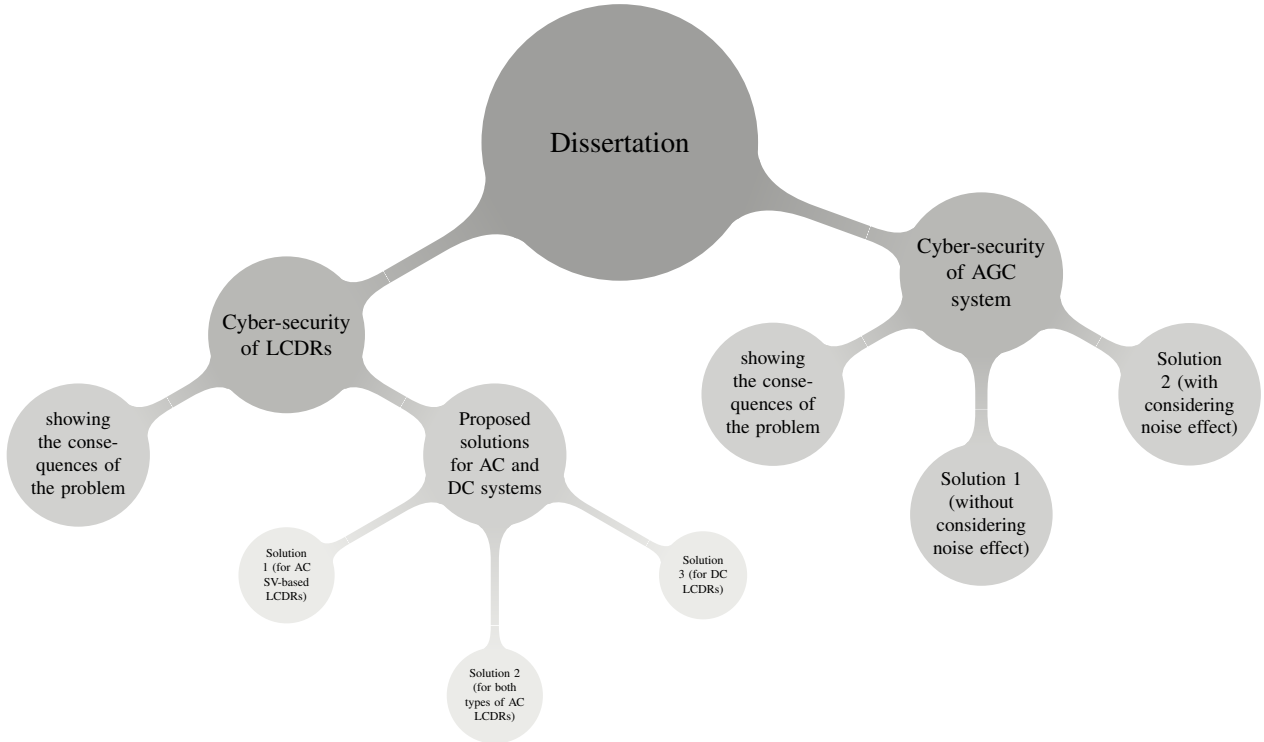 Dissertation
Cyber-security
of LCDRs
showing
the conse-
quences of
the problem
Proposed
solutions
for AC and
DC systems
Solution
1 (for AC
SV-based
LCDRs)
Solution 2
(for both
types of AC
LCDRs)
Solution
3 (for DC
LCDRs)
Cyber-security
of AGC
system
showing
the conse-
quences of
the problem
Solution 1
(without
considering
noise effect)
Solution
2 (with
considering
noise effect)